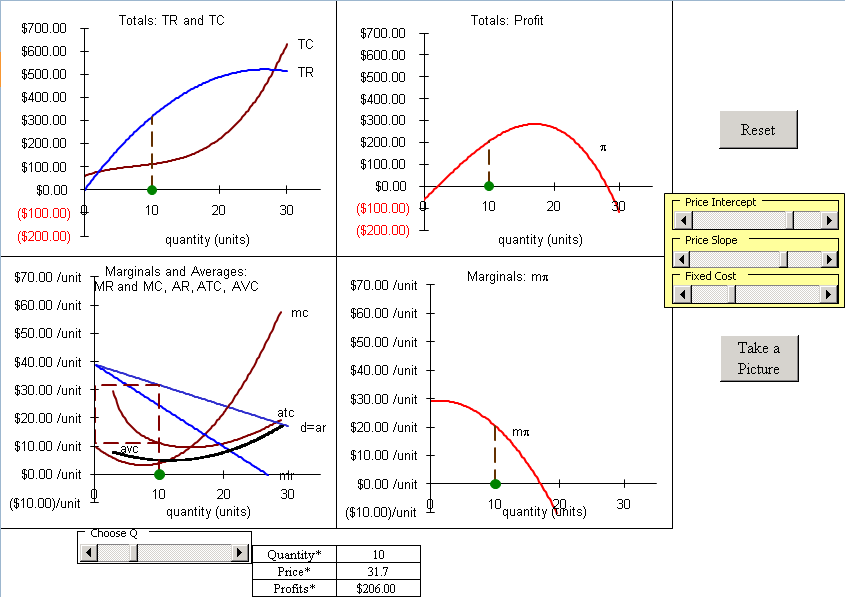 Totals: TR and TC
$700.00
$600.00
$500.00
$400.00
$300.00
$200.00
$100.00
$0.00
($100.00)
($200.00)
TC
TR
0
10
20
30
quantity (units)
Totals: Profit
$700.00
$600.00
$500.00
$400.00
$300.00
$200.00
$100.00
$0.00
($100.00)
($200.00)
π
0
10
20
30
quantity (units)
Reset
Price Intercept
Price Slope
Fixed Cost
Take a
Picture
Marginals and Averages:
MR and MC, AR, ATC, AVC
$70.00 /unit
$60.00 /unit
$50.00 /unit
$40.00 /unit
$30.00 /unit
$20.00 /unit
$10.00 /unit
$0.00 /unit
($10.00)/unit
mc
atc
d=ar
avc
mr
0
10
20
30
quantity (units)
Marginals: mπ
$70.00 /unit
$60.00 /unit
$50.00 /unit
$40.00 /unit
$30.00 /unit
$20.00 /unit
$10.00 /unit
$0.00 /unit
($10.00)/unit
mπ
0
10
20
30
quantity (units)
Choose Q
Quantity* 10
Price* 31.7
Profits* $206.00